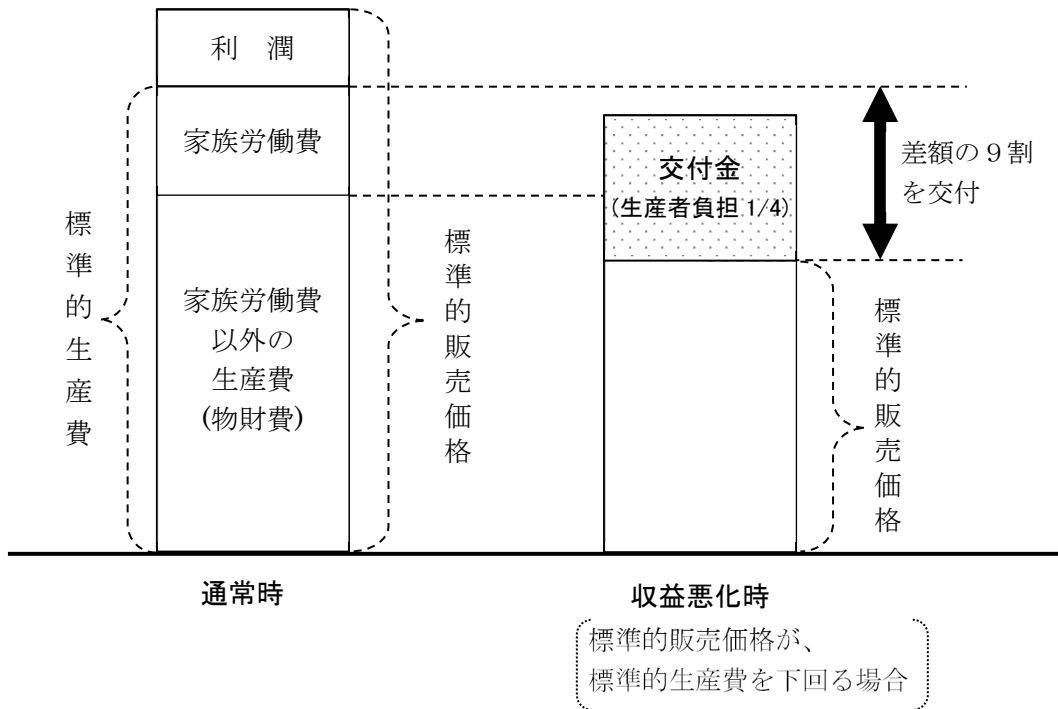 利　潤
家族労働費
家族労働費
以外の
生産費
(物財費)
標準的生産費
標準的販売価格
交付金
(生産者負担 1/4)
差額の９割
を交付
標準的販売価格
通常時
収益悪化時
標準的販売価格が、
標準的生産費を下回る場合